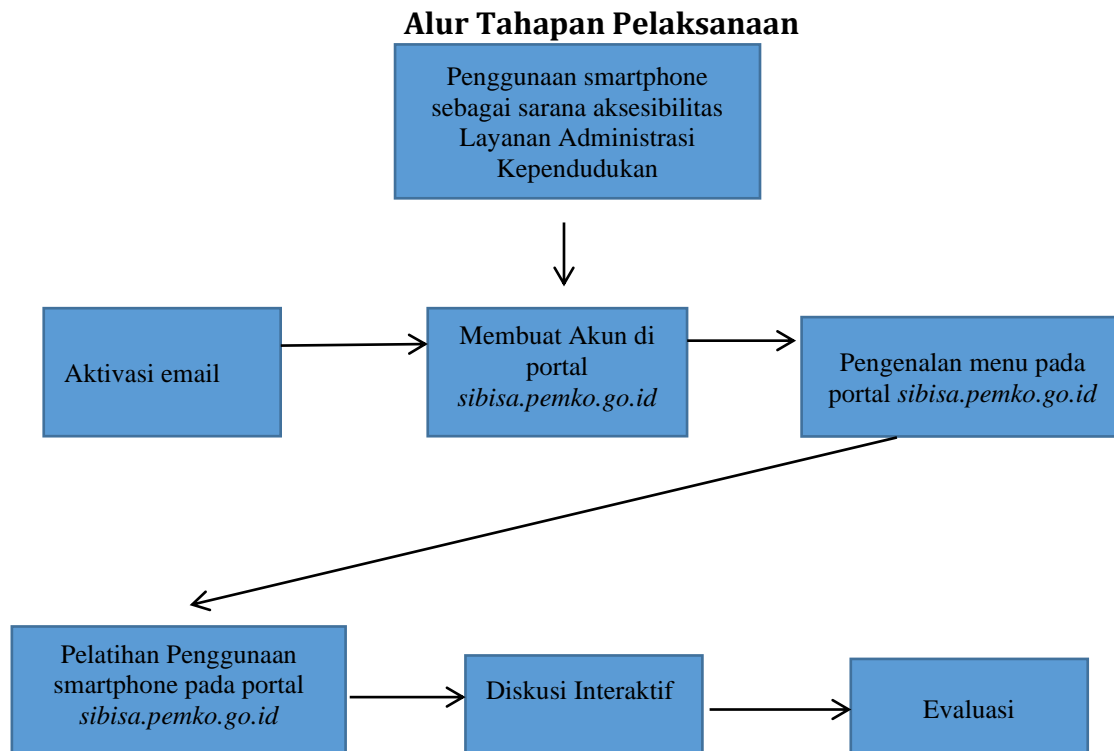 Alur Tahapan Pelaksanaan
Penggunaan smartphone
sebagai sarana aksesibilitas
Layanan Administrasi
Kependudukan
Aktivasi email
Membuat Akun di
portal
sibisa.pemko.go.id
Pengenalan menu pada
portal sibisa.pemko.go.id
Pelatihan Penggunaan
smartphone pada portal
sibisa.pemko.go.id
Diskusi Interaktif
Evaluasi